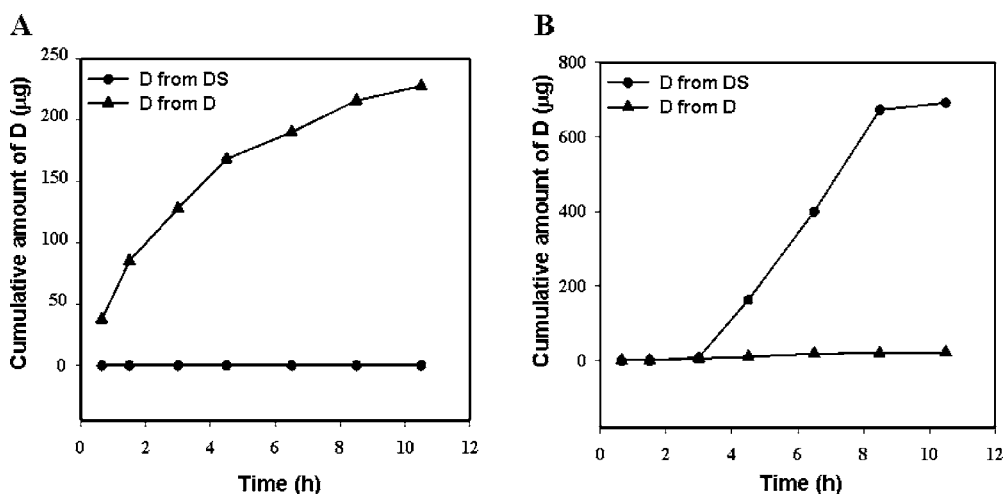 A
Cumulative amount of D (μg)
250
200
150
100
50
0
D from DS
D from D
0 2 4 6 8 10 12
Time (h)
B
Cumulative amount of D (μg)
800
600
400
200
0
D from DS
D from D
0 2 4 6 8 10 12
Time (h)